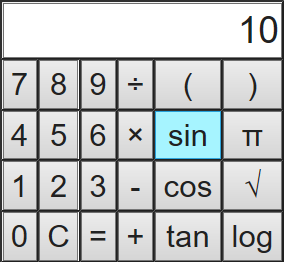 10
7 8 9 ÷ ( )
4 5 6 × sin π
1 2 3 - cos √
0 C = + tan log